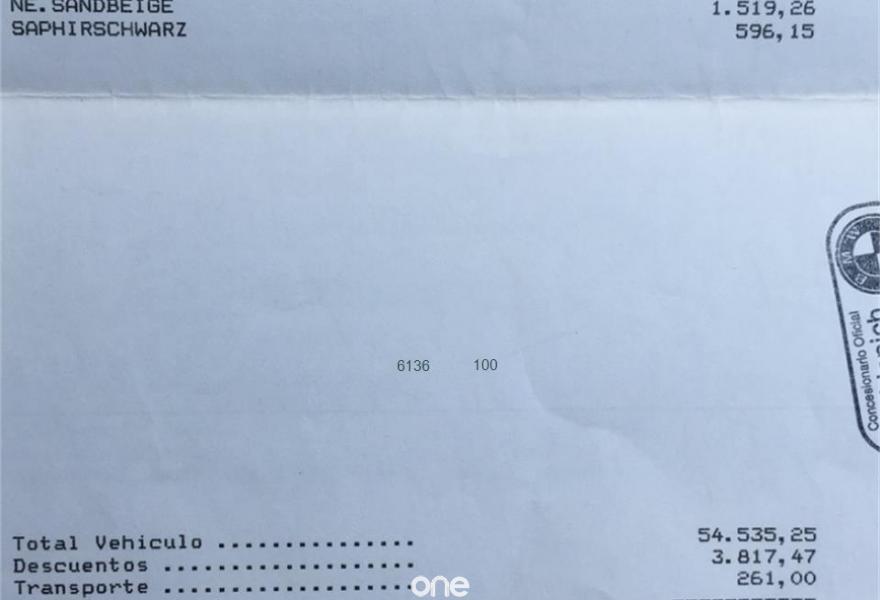 NE.SANDBEIGE 1.519,26
SAPHIRSCHWARZ 596,15
BMW
Concesionario Oficial
6136 100
Total Vehiculo ............... 54.535,25
Descuentos ................... 3.817,47
Transporte ................... 261,00
one